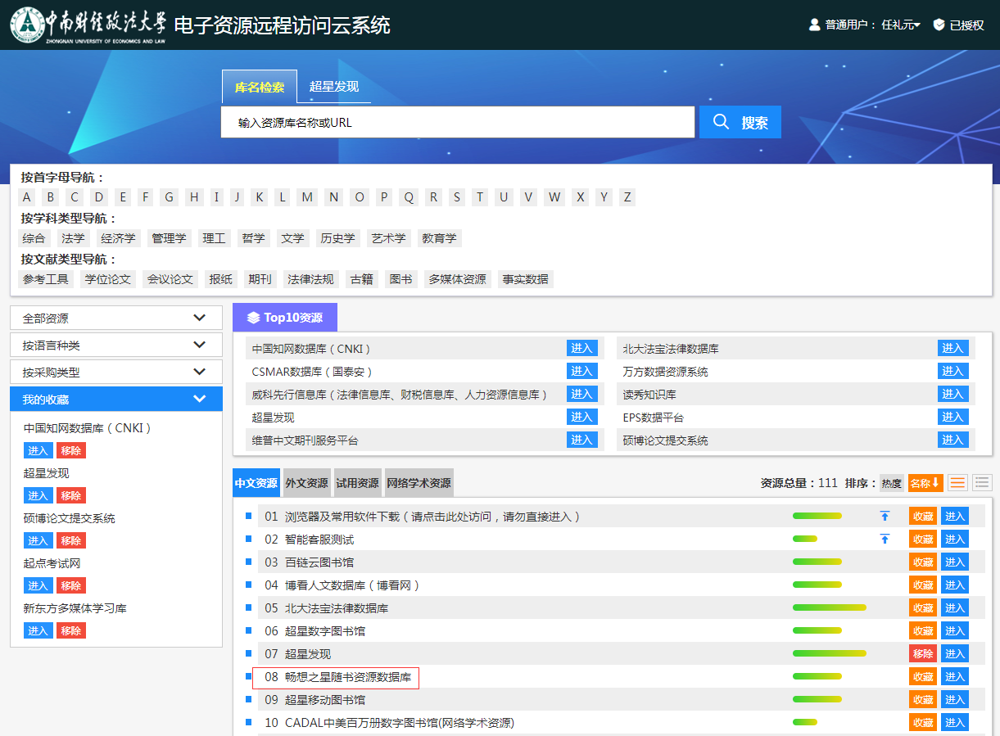 中南财经政法大学
ZHONGNAN UNIVERSITY OF ECONOMICS AND LAW
电子资源远程访问云系统
普通用户： 任礼元 已授权
库名检索 超星发现
输入资源库名称或URL 搜索
按首字母导航：
A B C D E F G H I J K L M N O P Q R S T U V W X Y Z
按学科类型导航：
综合 法学 经济学 管理学 理工 哲学 文学 历史学 艺术学 教育学
按文献类型导航：
参考工具 学位论文 会议论文 报纸 期刊 法律法规 古籍 图书 多媒体资源 事实数据
全部资源
按语言种类
按采购类型
我的收藏
中国知网数据库（CNKI）
进入 移除
超星发现
进入 移除
硕博论文提交系统
进入 移除
起点考试网
进入 移除
新东方多媒体学习库
进入 移除
Top10资源
中国知网数据库（CNKI） 进入 北大法宝法律数据库 进入
CSMAR数据库（国泰安） 进入 万方数据资源系统 进入
威科先行信息库（法律信息库、财税信息库、人力资源信息库） 进入 读秀知识库 进入
超星发现 进入 EPS数据平台 进入
维普中文期刊服务平台 进入 硕博论文提交系统 进入
中文资源 外文资源 试用资源 网络学术资源 资源总量：111 排序： 热度 名称
01 浏览器及常用软件下载（请点击此处访问，请勿直接进入） 收藏 进入
02 智能客服测试 收藏 进入
03 百链云图书馆 收藏 进入
04 博看人文数据库（博看网） 收藏 进入
05 北大法宝法律数据库 收藏 进入
06 超星数字图书馆 收藏 进入
07 超星发现 移除 进入
08 畅想之星随书资源数据库 收藏 进入
09 超星移动图书馆 收藏 进入
10 CADAL中美百万册数字图书馆(网络学术资源) 收藏 进入